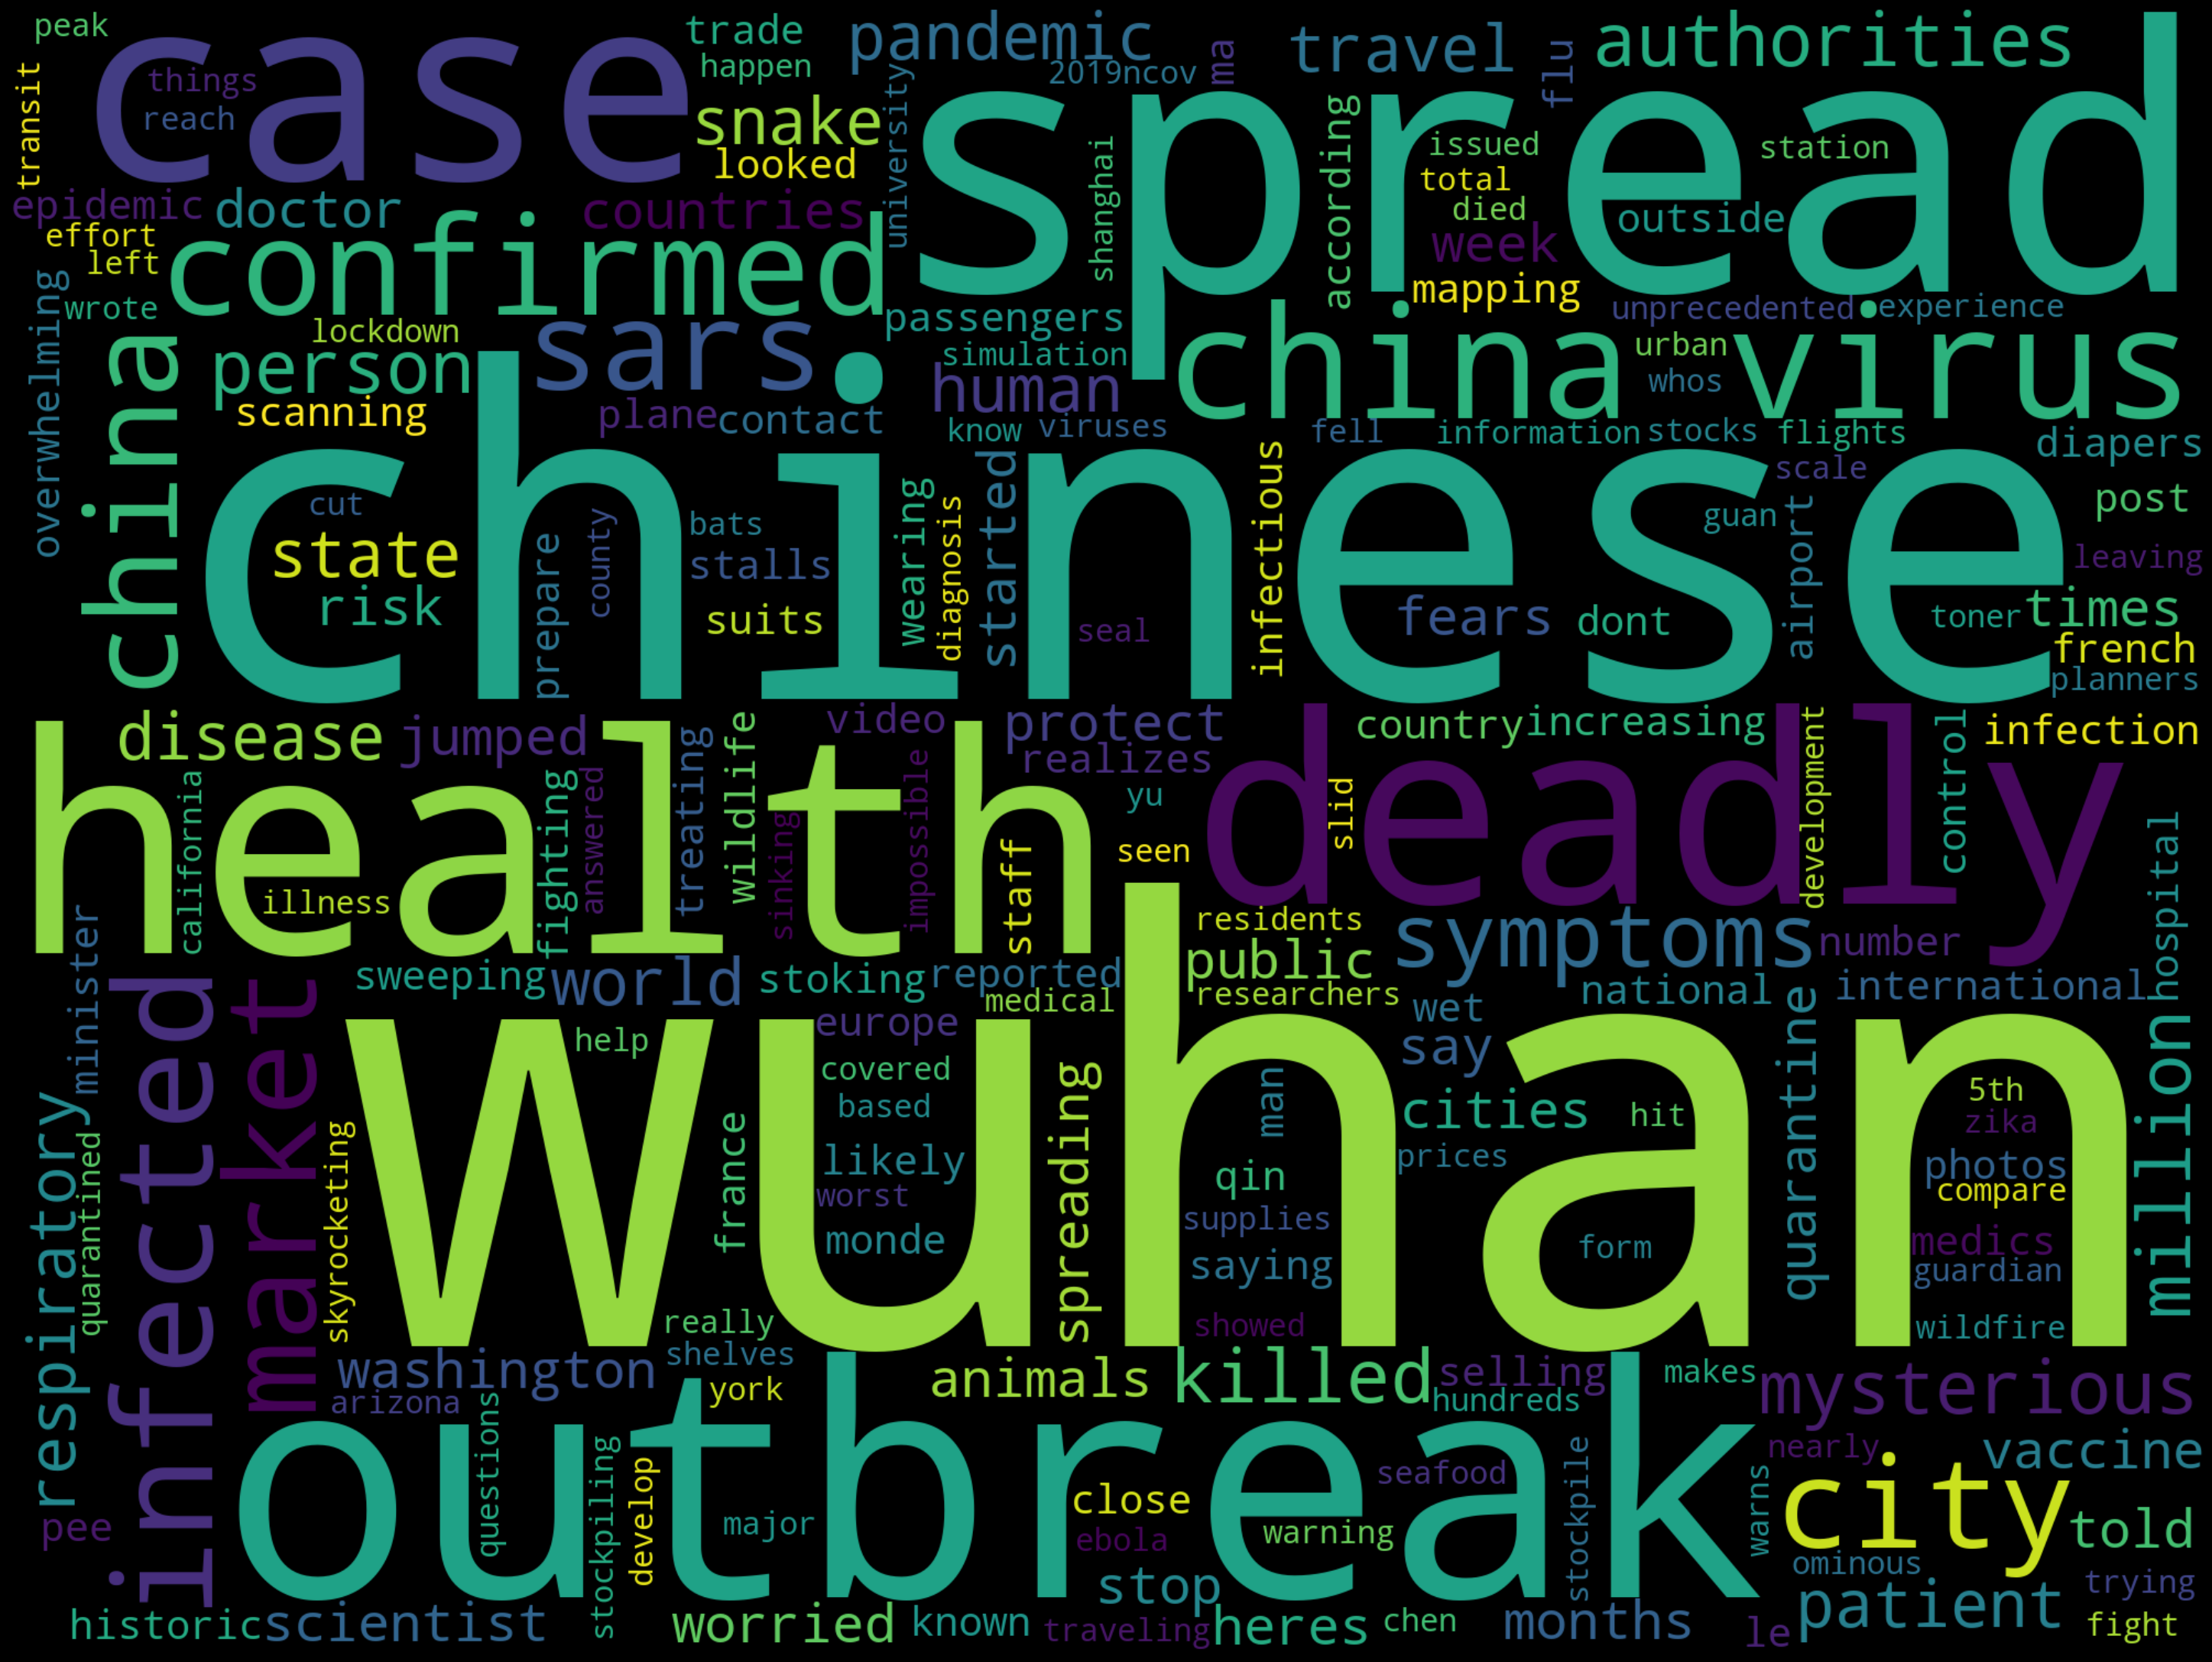 peak
case
trade
pandemic
travel
flu
authorities
things
happen
2019ncov
ma
transit
reach
snake
university
spread
issued
station
looked
shanghai
according
total
epidemic
doctor
countries
died
outside
effort
confirmed
week
left
mapping
overwhelming
wrote
lockdown
passengers
unprecedented
experience
china
person
sars
simulation
china
urban
virus
human
whos
scanning
plane
contact
know
viruses
fell
information
stocks
flights
diapers
chinese
scale
cut
bats
wearing
started
infectious
guan
airport
post
state
prepare
county
stalls
diagnosis
leaving
risk
suits
seal
fears
dont
toner
times
french
planners
disease
jumped
video
protect
country
increasing
deadly
development
control
infection
health
treating
wildlife
realizes
california
fighting
answered
sinking
impossible
yu
slid
illness
staff
seen
hospital
minister
residents
symptoms
number
sweeping
world
stoking
reported
public
infected
market
medical
researchers
national
international
wet
europe
help
wuhan
say
quarantine
million
covered
spreading
man
respiratory
based
cities
hit
5th
zika
quarantined
skyrocketing
france
likely
qin
prices
photos
worst
compare
monde
supplies
form
medics
saying
guardian
really
showed
wildfire
washington
shelves
animals
killed
selling
makes
mysterious
arizona
york
hundreds
outbreak
questions
nearly
vaccine
stockpiling
develop
seafood
stockpile
warns
city
close
pee
major
ebola
warning
told
ominous
stop
patient
trying
historic
scientist
worried
known
traveling
heres
chen
months
le
fight